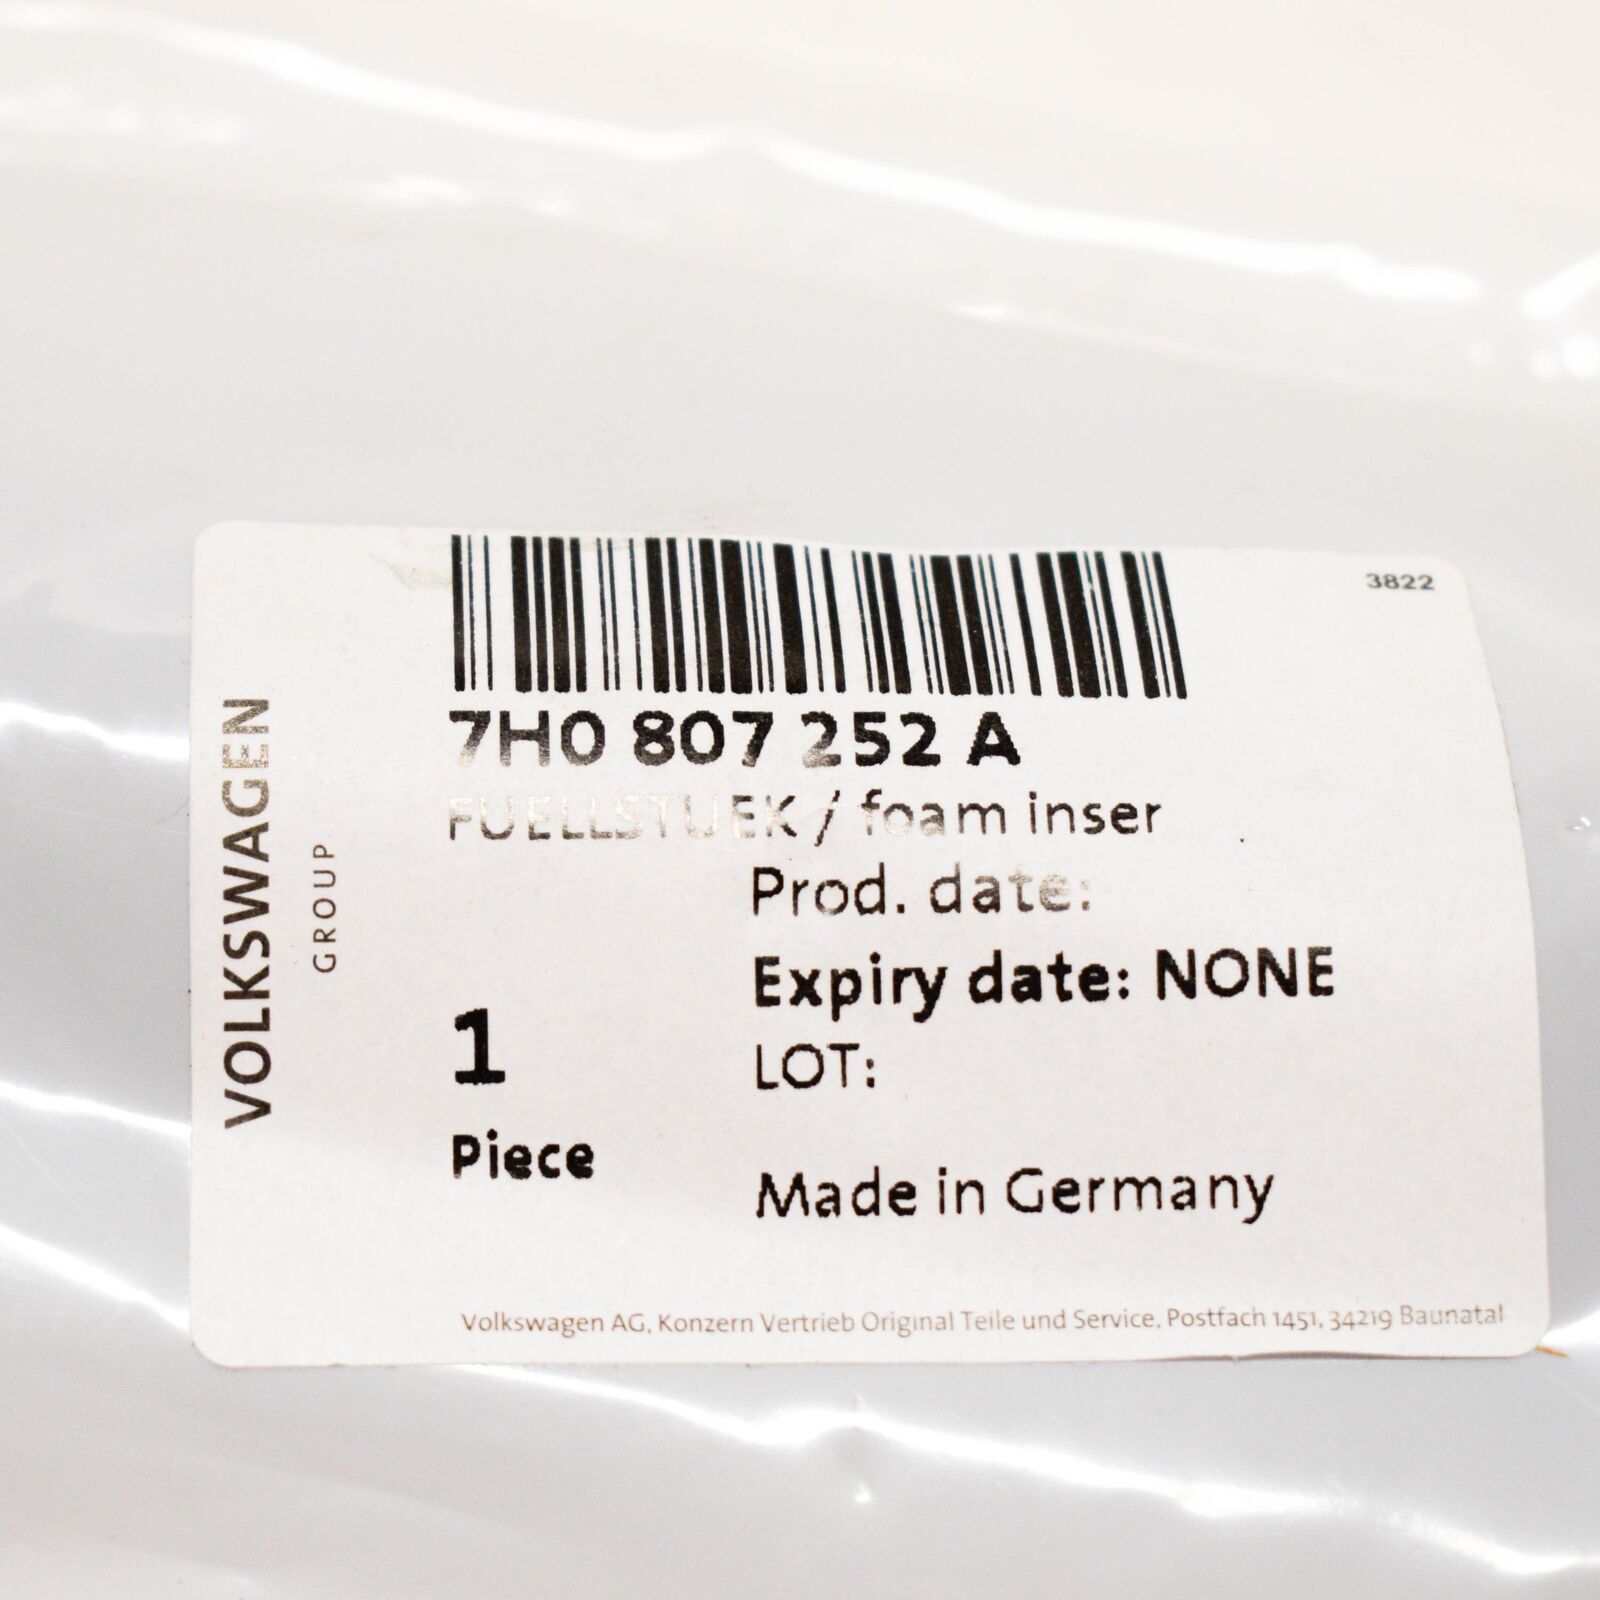 3822
7H0 807 252 A
FUELLSTUEK / foam inser
Prod. date:
Expiry date: NONE
LOT:
1
Piece
Made in Germany
Volkswagen AG, Konzern Vertrieb Original Teile und Service, Postfach 1451, 34219 Baunatal
VOLKSWAGEN
GROUP